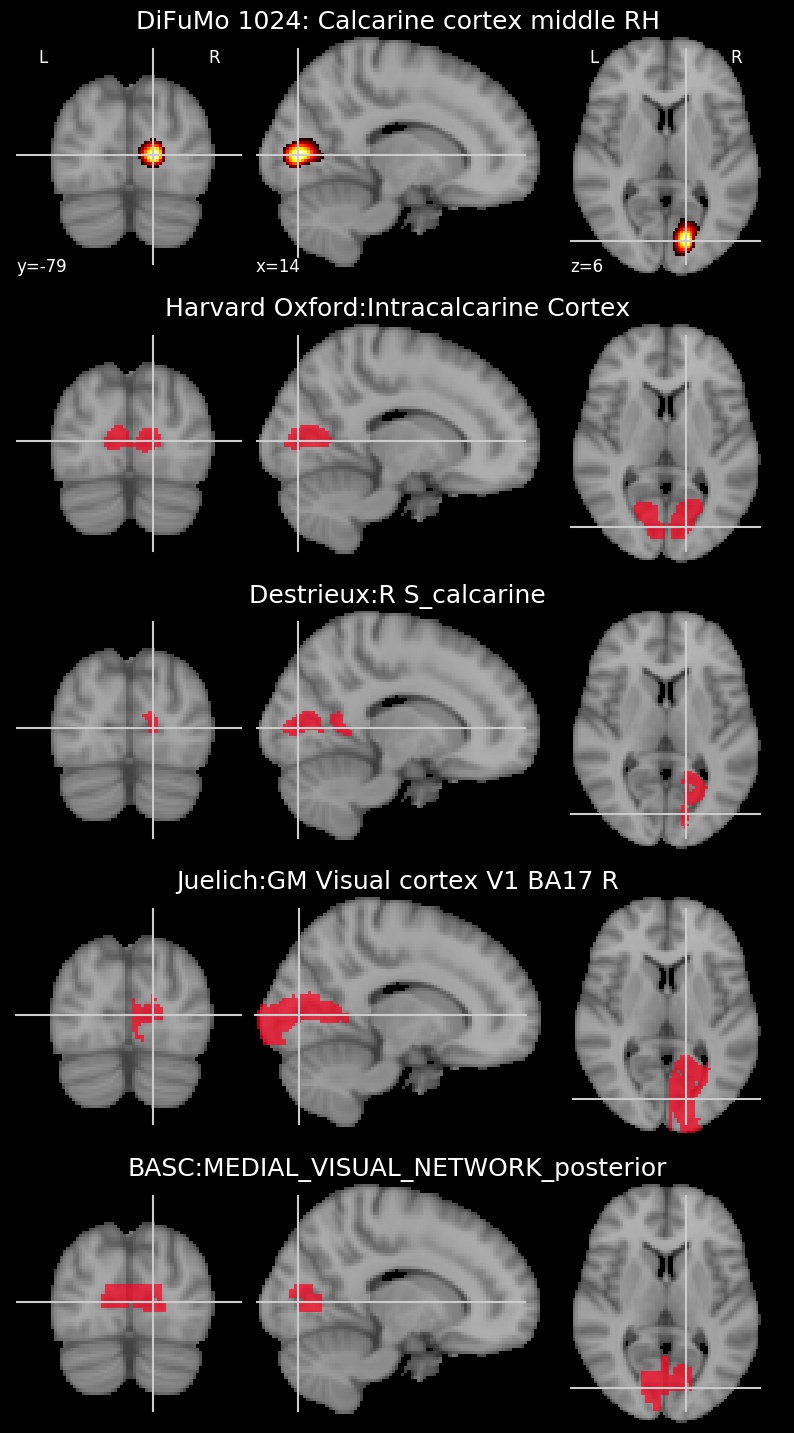 DiFuMo 1024: Calcarine cortex middle RH
L R L R
y=-79 x=14 z=6
Harvard Oxford:Intracalcarine Cortex
Destrieux:R S_calcarine
Juelich:GM Visual cortex V1 BA17 R
BASC:MEDIAL_VISUAL_NETWORK_posterior